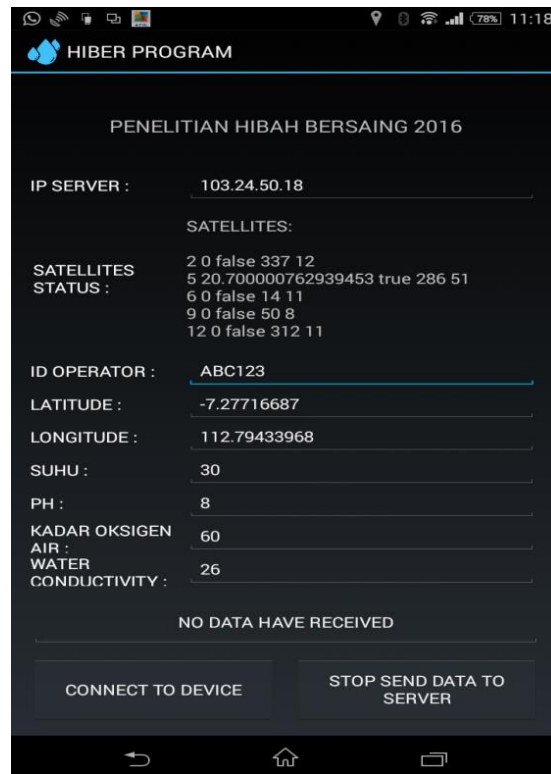 78% 11:18
HIBER PROGRAM
PENELITIAN HIBAH BERSAING 2016
IP SERVER : 103.24.50.18
SATELLITES:
SATELLITES
STATUS :
2 0 false 337 12
5 20.700000762939453 true 286 51
6 0 false 14 11
9 0 false 50 8
12 0 false 312 11
ID OPERATOR : ABC123
LATITUDE : -7.27716687
LONGITUDE : 112.79433968
SUHU : 30
PH : 8
KADAR OKSIGEN
AIR : 60
WATER
CONDUCTIVITY : 26
NO DATA HAVE RECEIVED
CONNECT TO DEVICE
STOP SEND DATA TO
SERVER